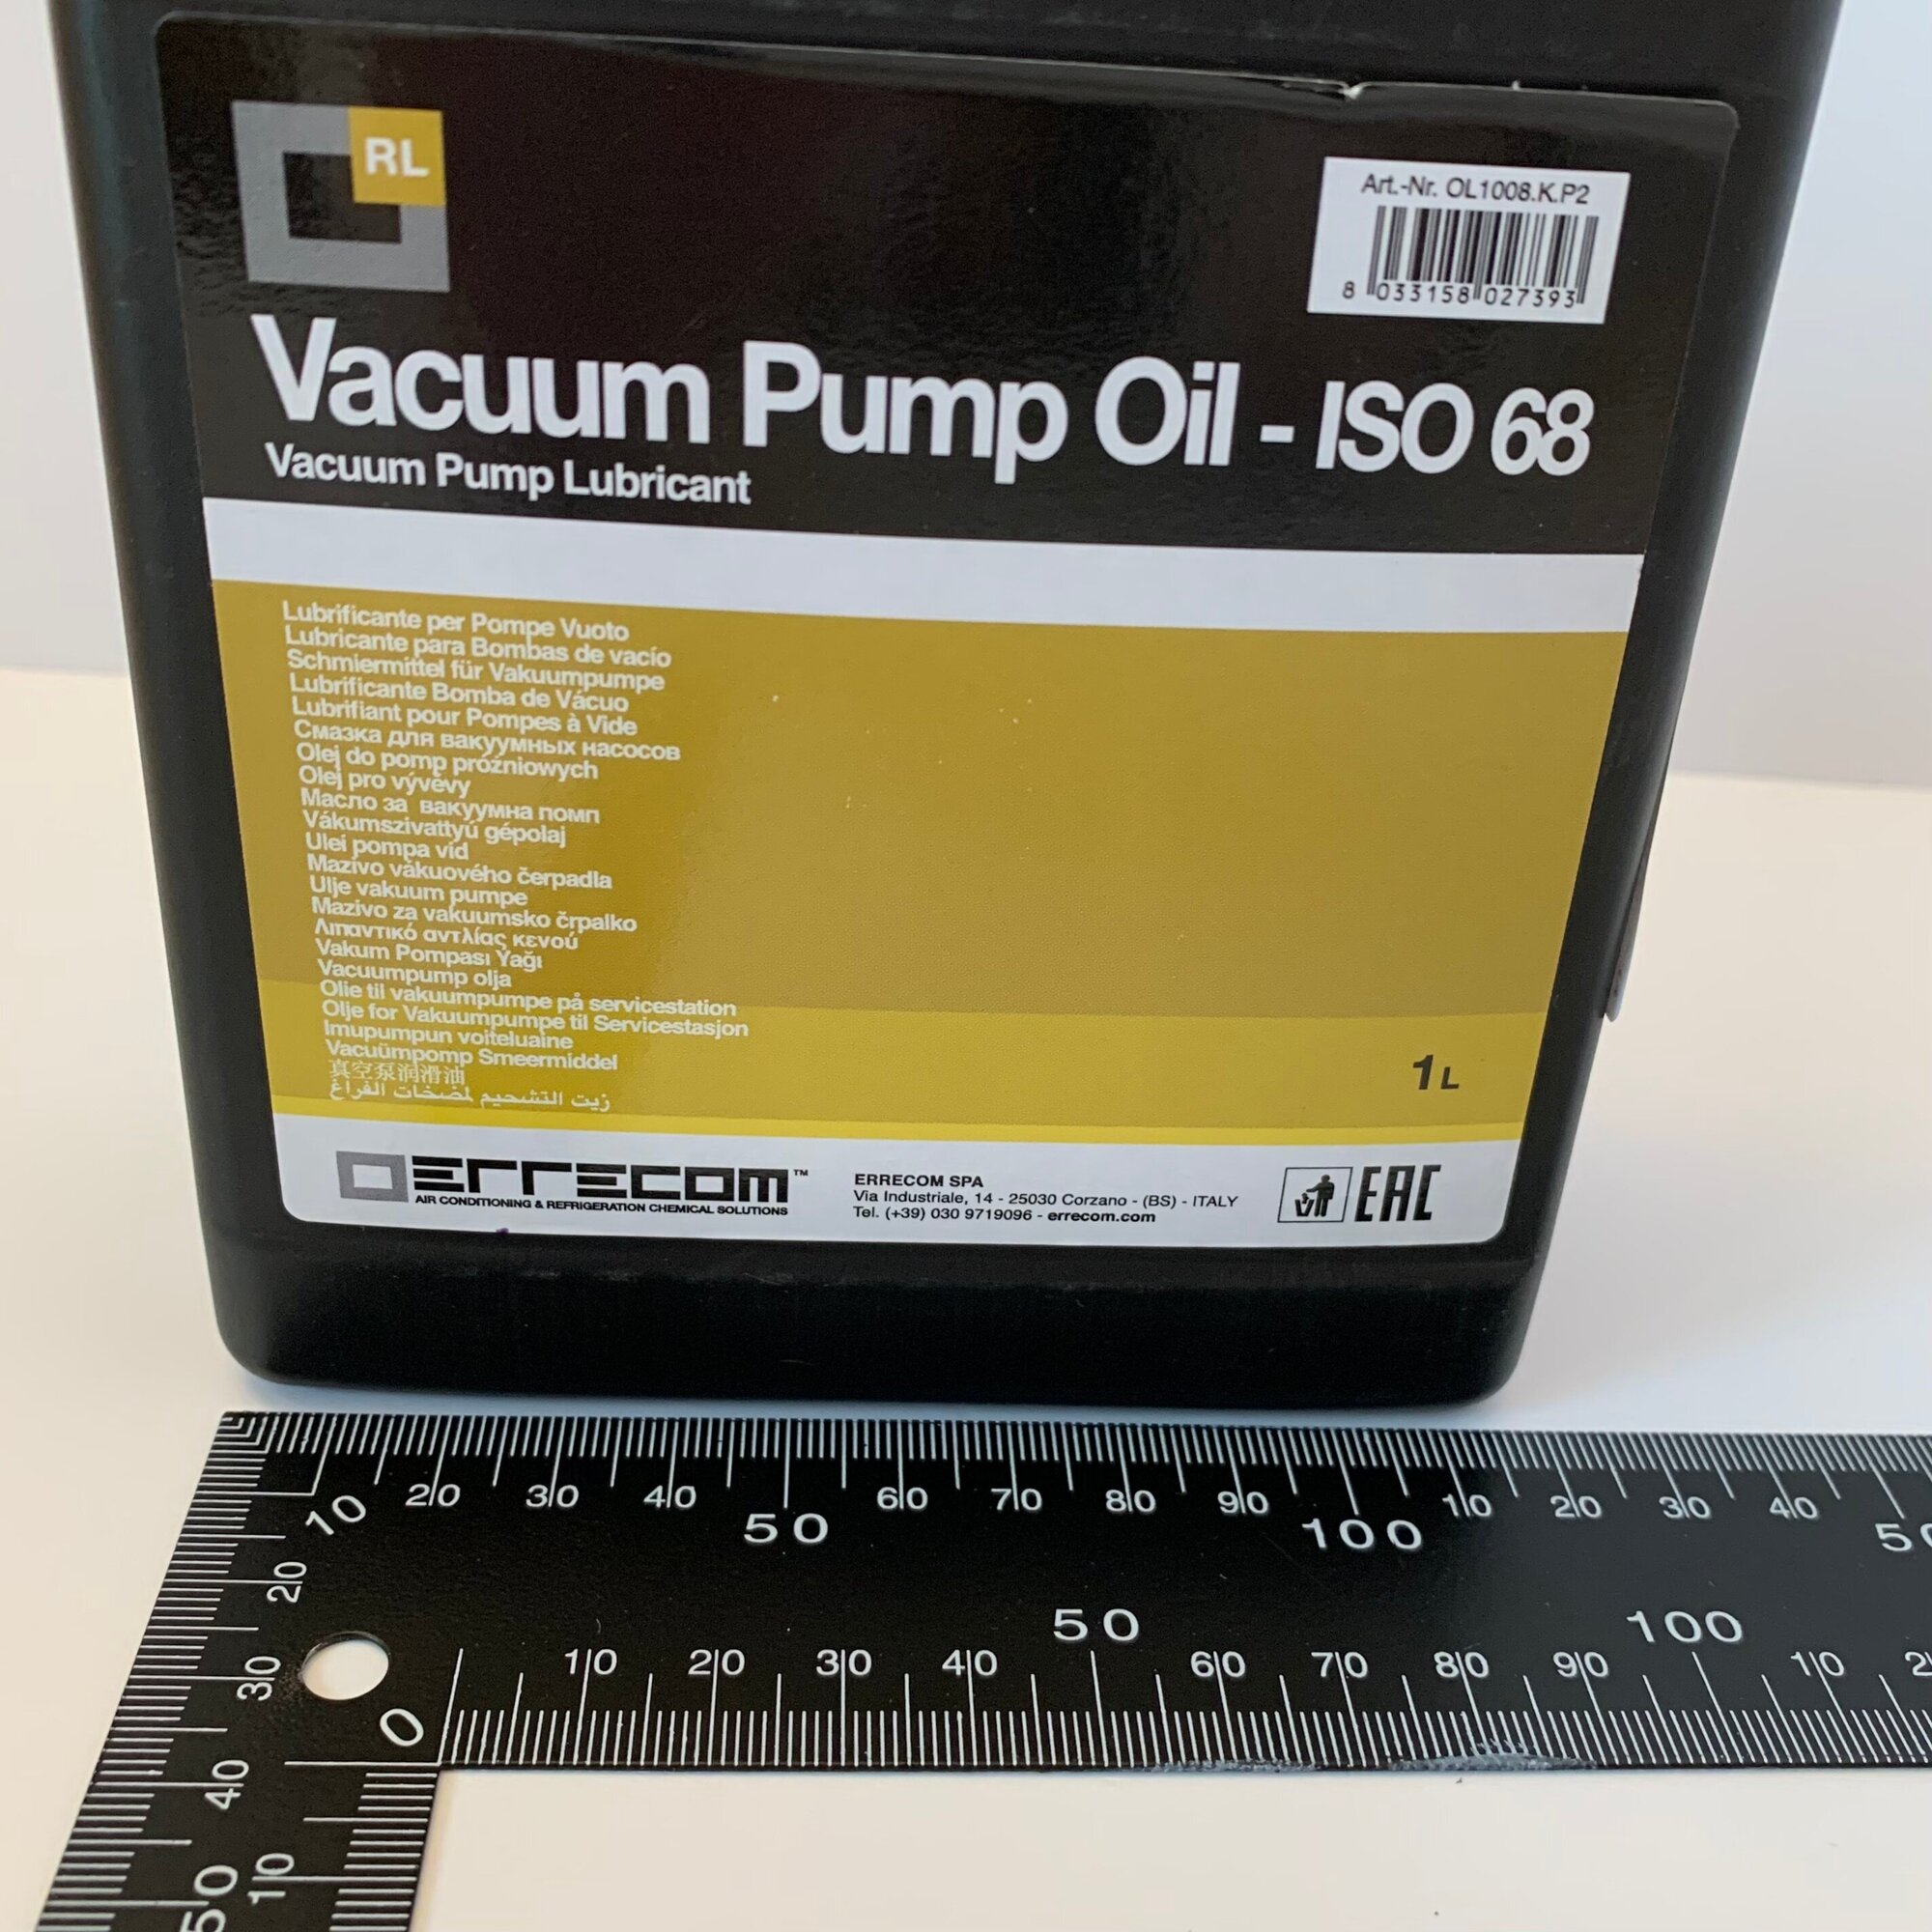 RL
Art.-Nr. OL1008.K.P2
8 033158 027393
Vacuum Pump Oil - ISO 68
Vacuum Pump Lubricant
Lubrificante per Pompe Vuoto
Lubricante para Bombas de vacío
Schmiermittel für Vakuumpumpe
Lubrificante Bomba de Vácuo
Lubrifiant pour Pompes à Vide
Смазка для вакуумных насосов
Olej do pomp próżniowych
Olej pro vývěvy
Масло за вакуумна помп
Vákumszivattyú gépolaj
Ulei pompa vid
Mazivo vákuového čerpadla
Ulje vakuum pumpe
Mazivo za vakuumsko črpalko
Λιπαντικό αντλίας κενού
Vakum Pompası Yağı
Vacuumpump olja
Olie til vakuumpumpe på servicestation
Olje for Vakuumpumpe til Servicestasjon
Imupumpun voiteluaine
Vacuümpomp Smeermiddel
真空泵润滑油
زيت التشحيم لمضخات الفراغ
1 L
ERRECOM™
AIR CONDITIONING & REFRIGERATION CHEMICAL SOLUTIONS
ERRECOM SPA
Via Industriale, 14 - 25030 Corzano - (BS) - ITALY
Tel. (+39) 030 9719096 - errecom.com
EAC
10 20 30 40 50 60 70 80 90 100 10 20 30 40 50
0 10 20 30 40 50 60 70 80 90 100 10 2
20 30 40 50
10